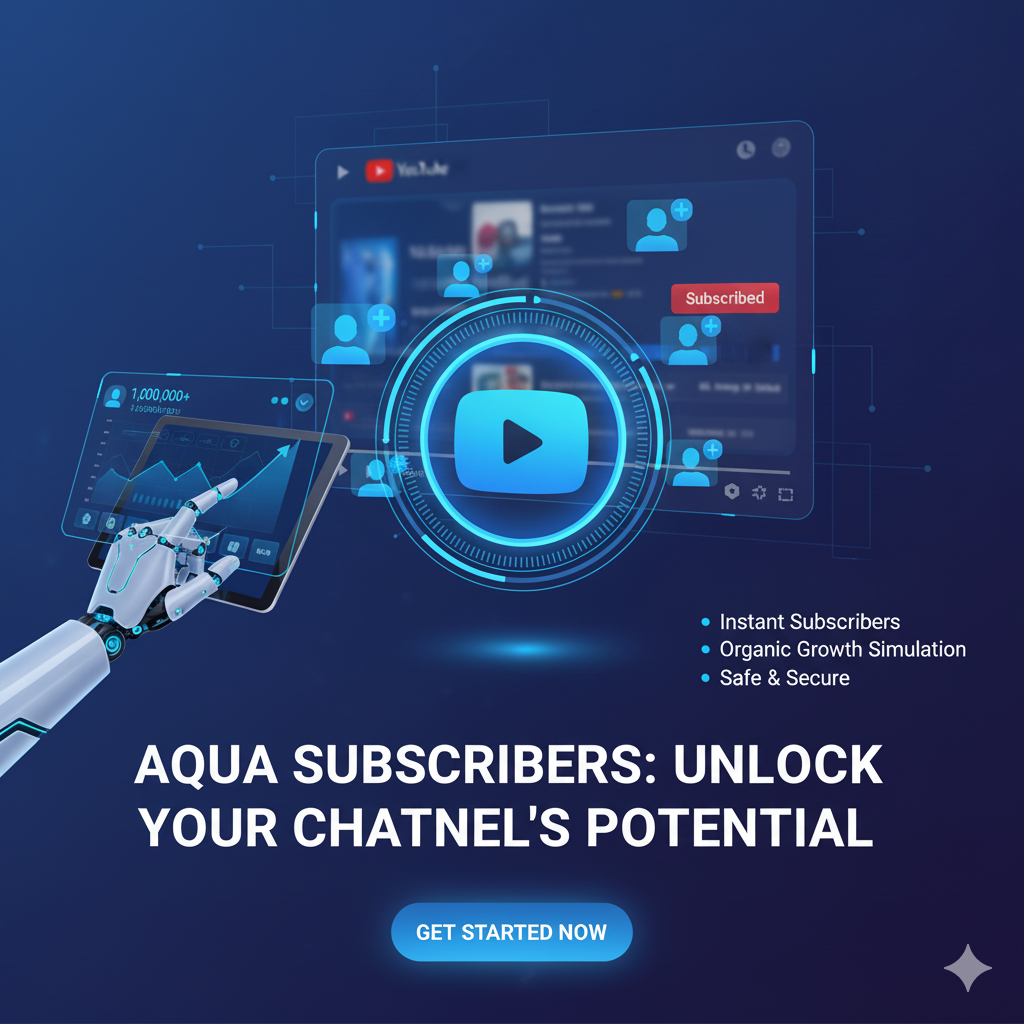 YouTube
Subscribed
1,000,000+
Instant Subscribers
Organic Growth Simulation
Safe & Secure
AQUA SUBSCRIBERS: UNLOCK
YOUR CHATNEL'S POTENTIAL
GET STARTED NOW